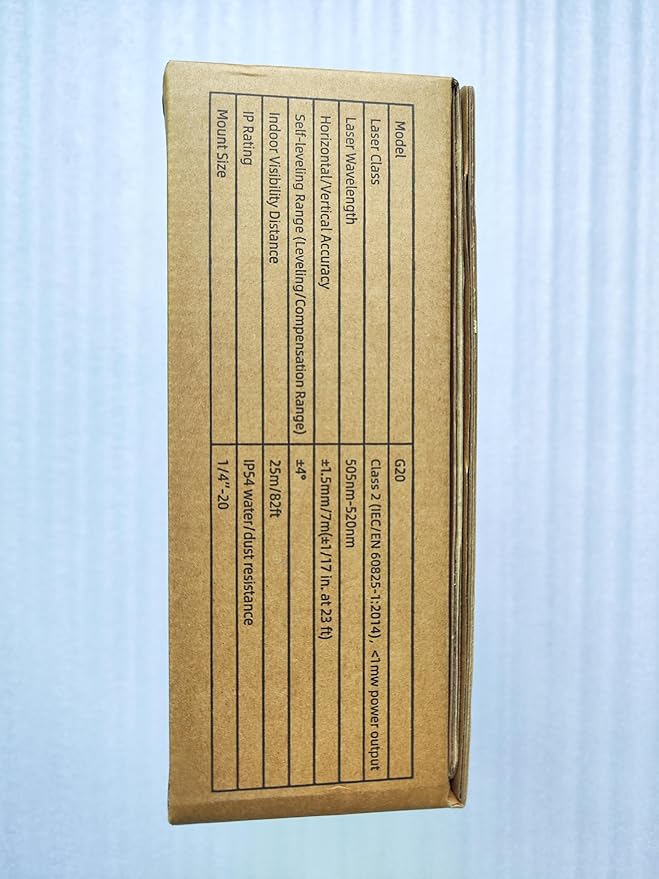 Model G20
Laser Class Class 2 (IEC/EN 60825-1:2014), <1mw power output
Laser Wavelength 505nm-520nm
Horizontal/Vertical Accuracy ±1.5mm/7m(±1/17 in. at 23 ft)
Self-leveling Range (Leveling/Compensation Range) ±4°
Indoor Visibility Distance 25m/82ft
IP Rating IP54 water/dust resistance
Mount Size 1/4"-20